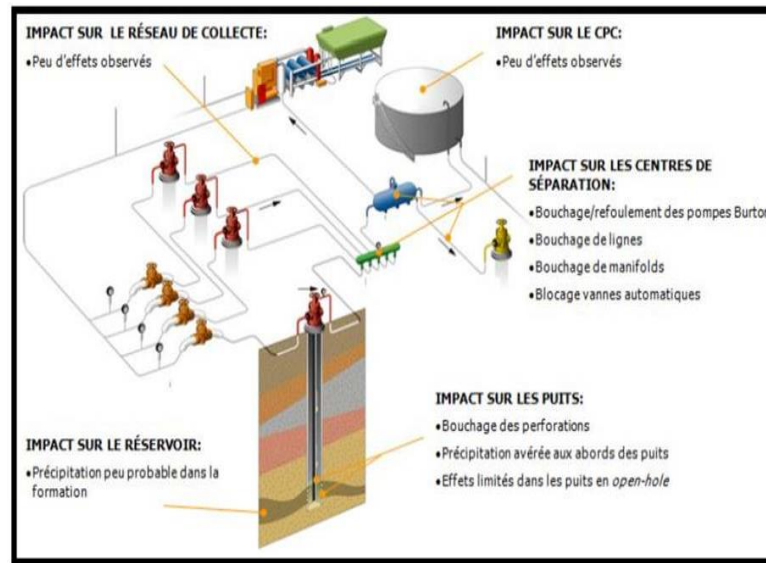 IMPACT SUR LE RÉSEAU DE COLLECTE:
•Peu d'effets observés
IMPACT SUR LE CPC:
•Peu d'effets observés
IMPACT SUR LES CENTRES DE
SÉPARATION:
•Bouchage/refoulement des pompes Burton
•Bouchage de lignes
•Bouchage de manifolds
•Blocage vannes automatiques
IMPACT SUR LES PUITS:
•Bouchage des perforations
•Précipitation avérée aux abords des puits
•Effets limités dans les puits en open-hole
IMPACT SUR LE RÉSERVOIR:
•Précipitation peu probable dans la
formation